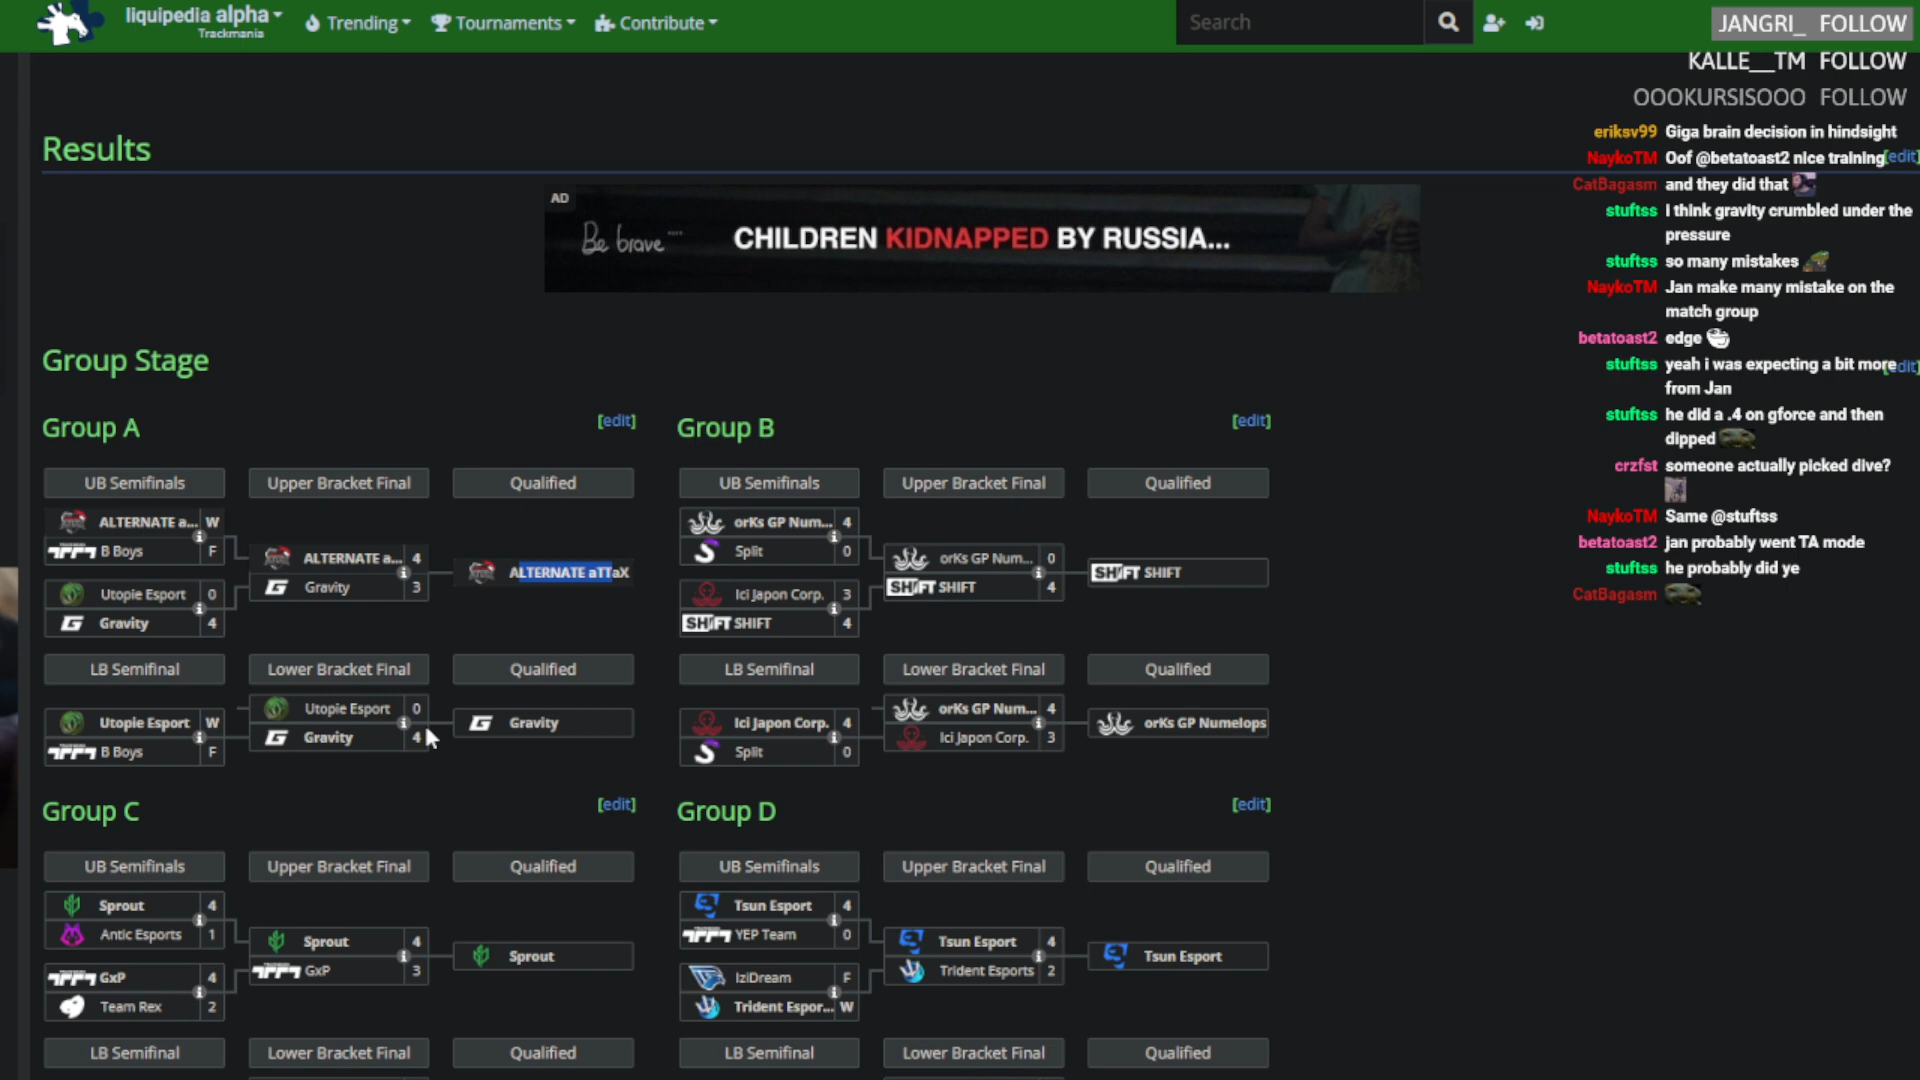 liquipedia alpha
Trackmania
Trending
Tournaments
Contribute
Search
JANGRI_ FOLLOW
KALLE__TM FOLLOW
OOOKURSISOOO FOLLOW
eriksv99 Giga brain decision in hindsight
NaykoTM Oof @betatoast2 nice training
[edit]
CatBagasm and they did that
stuftss I think gravity crumbled under the
pressure
stuftss so many mistakes
NaykoTM Jan make many mistake on the
match group
betatoast2 edge
stuftss yeah i was expecting a bit more
from Jan
[edit]
stuftss he did a .4 on gforce and then
dipped
crzfst someone actually picked dive?
NaykoTM Same @stuftss
betatoast2 jan probably went TA mode
stuftss he probably did ye
CatBagasm
Results
AD
Be brave
CHILDREN KIDNAPPED BY RUSSIA...
Group Stage
Group A
[edit]
UB Semifinals
Upper Bracket Final
Qualified
ALTERNATE a... W
B Boys F
Utopie Esport 0
Gravity 4
ALTERNATE a... 4
Gravity 3
ALTERNATE aTTaX
LB Semifinal
Lower Bracket Final
Qualified
Utopie Esport W
B Boys F
Utopie Esport 0
Gravity 4
Gravity
Group B
[edit]
UB Semifinals
Upper Bracket Final
Qualified
orKs GP Num... 4
Split 0
Ici Japon Corp. 3
SHIFT SHIFT 4
orKs GP Num... 0
SHIFT SHIFT 4
SHIFT SHIFT
LB Semifinal
Lower Bracket Final
Qualified
Ici Japon Corp. 4
Split 0
orKs GP Num... 4
Ici Japon Corp. 3
orKs GP Numelops
Group C
[edit]
UB Semifinals
Upper Bracket Final
Qualified
Sprout 4
Antic Esports 1
GxP 4
Team Rex 2
Sprout 4
GxP 3
Sprout
LB Semifinal
Lower Bracket Final
Qualified
Group D
[edit]
UB Semifinals
Upper Bracket Final
Qualified
Tsun Esport 4
YEP Team 0
IziDream F
Trident Espor... W
Tsun Esport 4
Trident Esports 2
Tsun Esport
LB Semifinal
Lower Bracket Final
Qualified